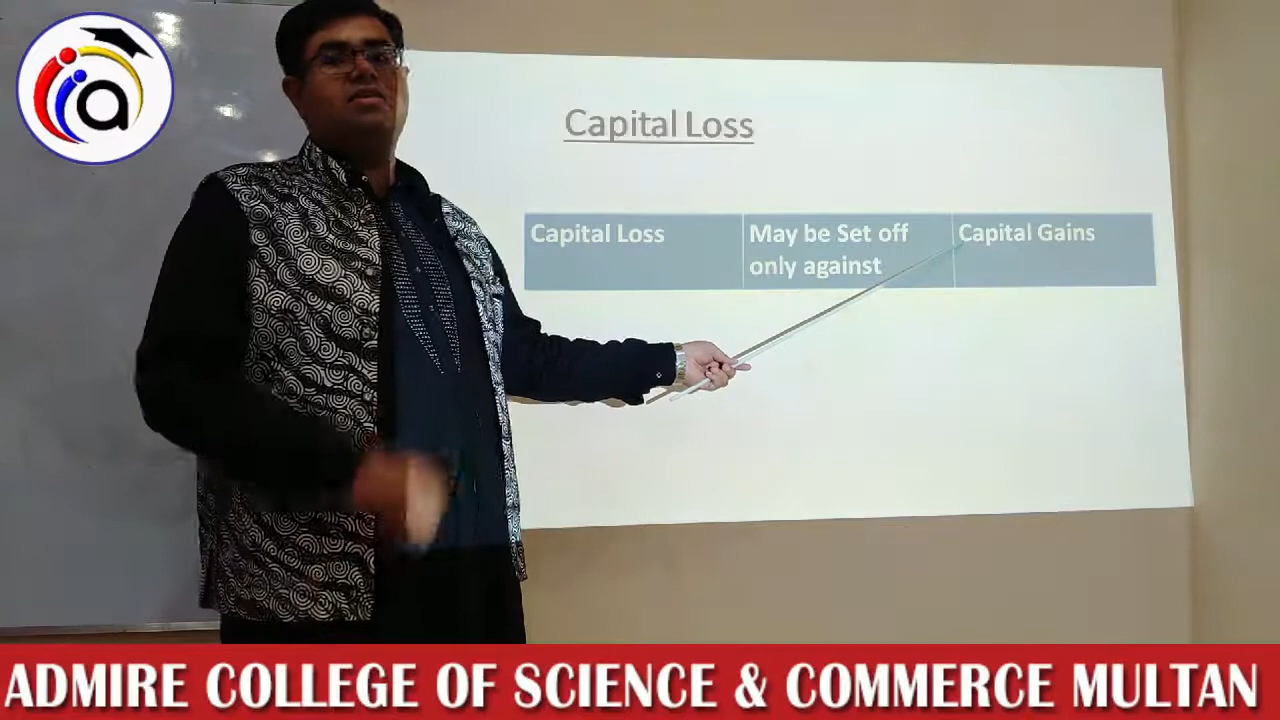 a
Capital Loss
Capital Loss
May be Set off
only against
Capital Gains
ADMIRE COLLEGE OF SCIENCE & COMMERCE MULTAN